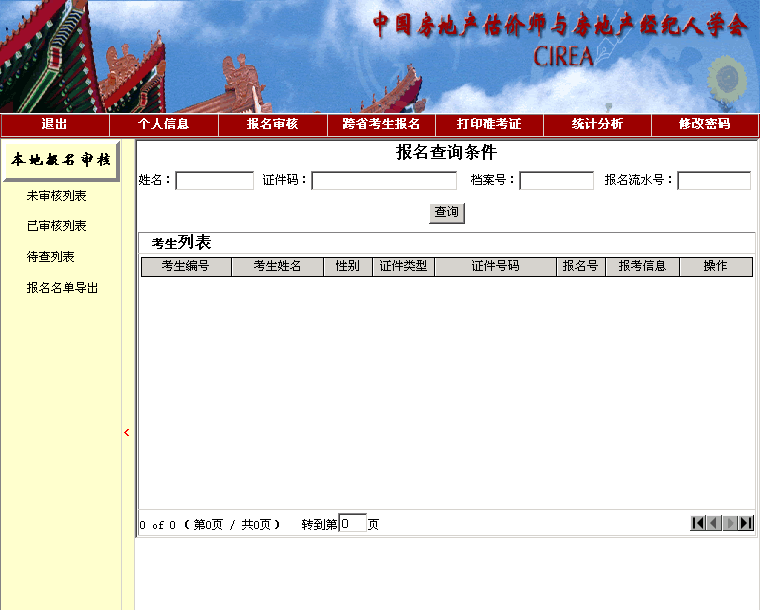 中国房地产估价师与房地产经纪人学会
CIREA
退出 个人信息 报名审核 跨省考生报名 打印准考证 统计分析 修改密码
本地报名审核
未审核列表
已审核列表
待查列表
报名名单导出
<
报名查询条件
姓名： 证件码： 档案号： 报名流水号：
查询
考生列表
考生编号 考生姓名 性别 证件类型 证件号码 报名号 报考信息 操作
0 of 0 （ 第0页 / 共0页 ） 转到第0页